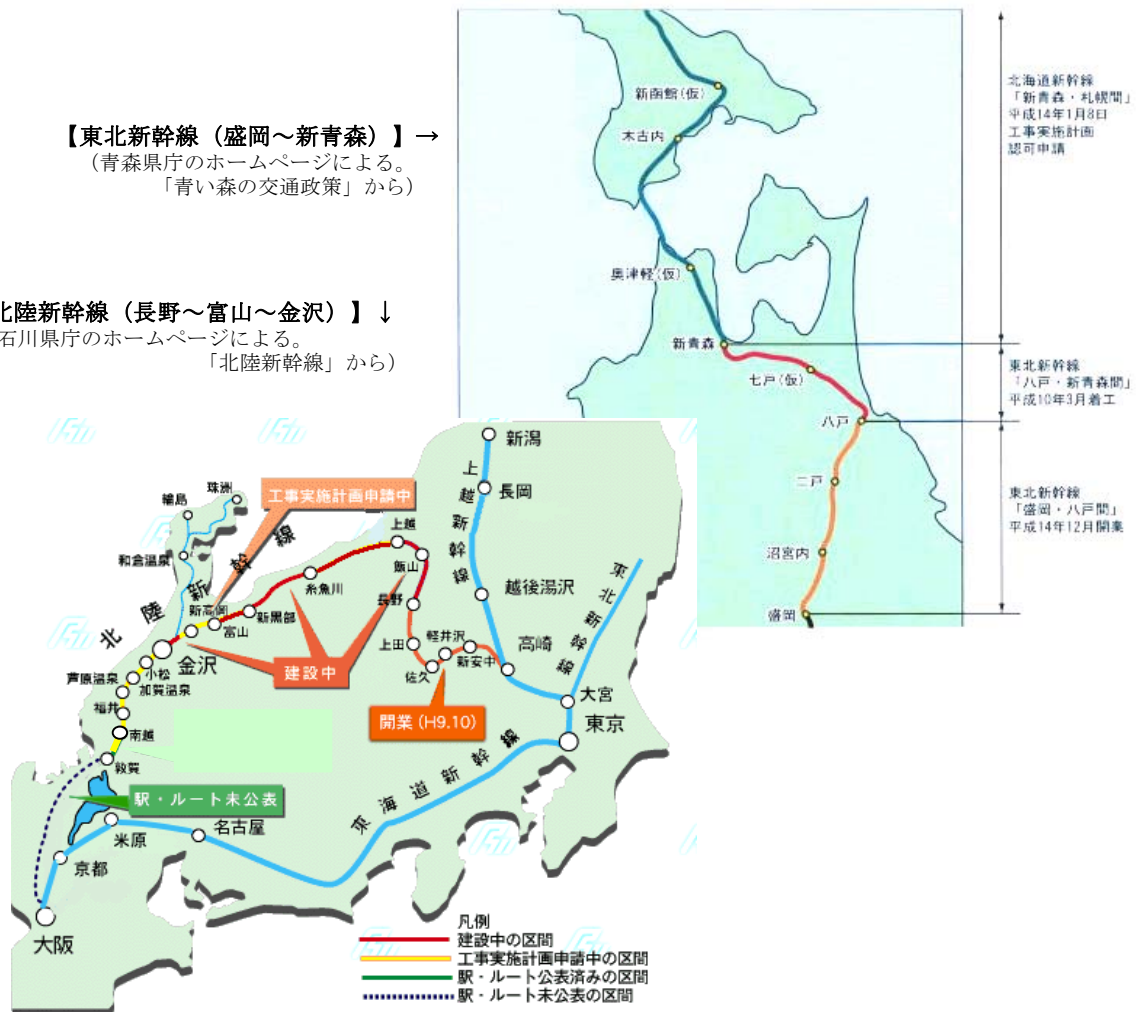 【東北新幹線（盛岡～新青森）】→
（青森県庁のホームページによる。
「青い森の交通政策」から）
北陸新幹線（長野～富山～金沢）】↓
石川県庁のホームページによる。
「北陸新幹線」から）
新函館(仮)
木古内
奥津軽(仮)
新青森
七戸(仮)
八戸
二戸
沼宮内
盛岡
北海道新幹線
「新青森・札幌間」
平成14年1月8日
工事実施計画
認可申請
東北新幹線
「八戸・新青森間」
平成10年3月着工
東北新幹線
「盛岡・八戸間」
平成14年12月開業
新潟
上越新幹線
長岡
珠洲
輪島
工事実施計画申請中
和倉温泉
北陸新幹線
上越
飯山
糸魚川
越後湯沢
東北新幹線
長野
新高岡
新黒部
富山
上田
軽井沢
高崎
新安中
佐久
金沢
小松
芦原温泉
加賀温泉
建設中
福井
開業(H9.10)
大宮
東京
南越
敦賀
駅・ルート未公表
東海道新幹線
名古屋
米原
京都
大阪
凡例
建設中の区間
工事実施計画申請中の区間
駅・ルート公表済みの区間
駅・ルート未公表の区間